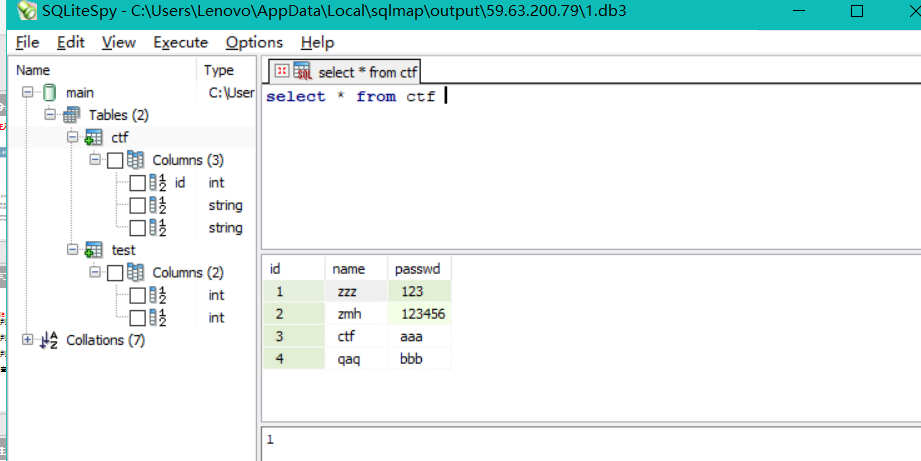 SQLiteSpy - C:\Users\Lenovo\AppData\Local\sqlmap\output\59.63.200.79\1.db3
File Edit View Execute Options Help
Name Type
main C:\User
Tables (2)
ctf
Columns (3)
id int
string
string
test
Columns (2)
int
int
Collations (7)
select * from ctf
select * from ctf
id name passwd
1 zzz 123
2 zmh 123456
3 ctf aaa
4 qaq bbb
1